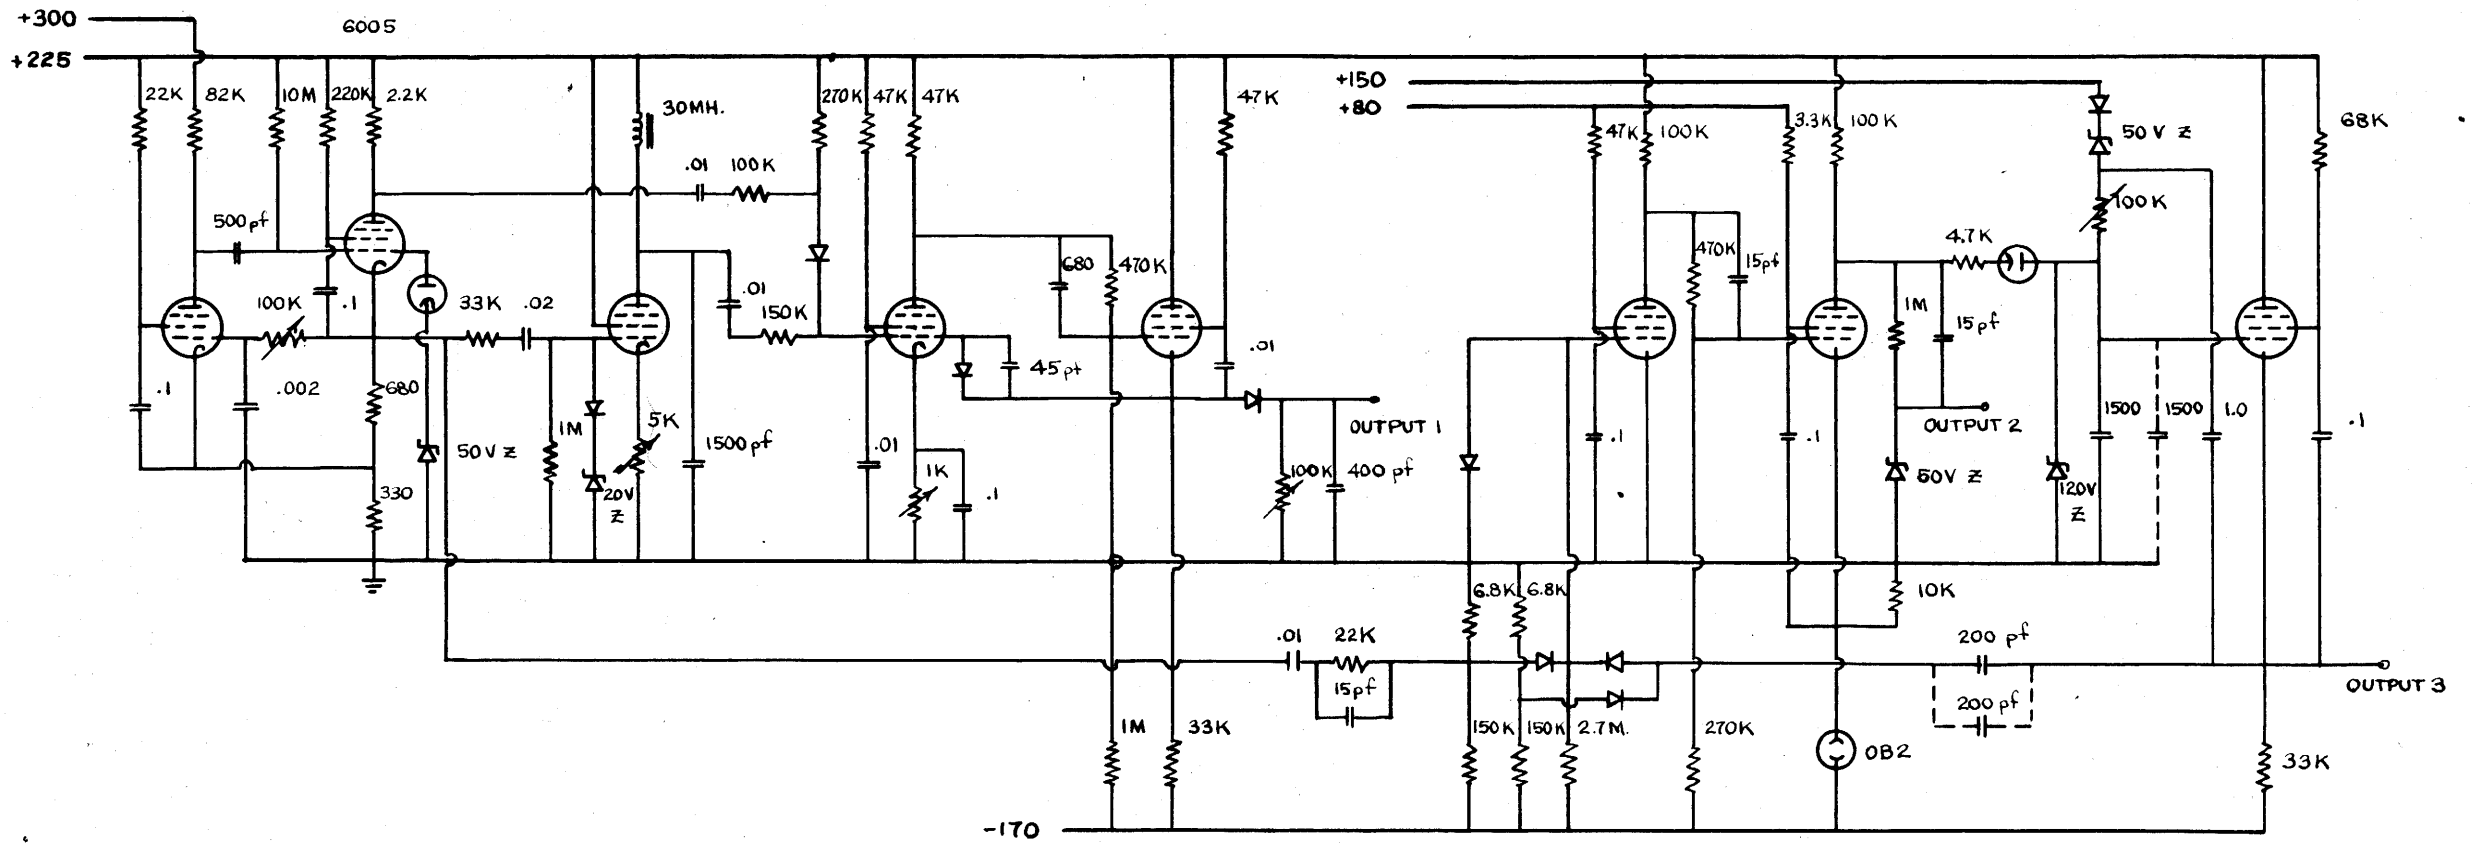 +300
6005
+225
22K 82K 10M 220K 2.2K
30MH.
270K 47K 47K
47K
+150
+80
47K 100K
3.3K 100K
50V Z
68K
.01 100K
100K
500pf
4.7K
680 470K
470K 15pf
100K .1
33K .02
.01
150K
1M
15pf
.01
.1
.002
680
45pf
1M
5K
50V Z
1500pf
OUTPUT 1
OUTPUT 2
1500 1500 1.0
.1
.01
.1
.1
330
20V
Z
1K
.1
100K 400pf
50V Z
120V
Z
6.8K 6.8K
10K
.01 22K
200 pf
15pf
OUTPUT 3
200 pf
1M 33K
150K 150K 2.7M.
270K
OB2
33K
-170